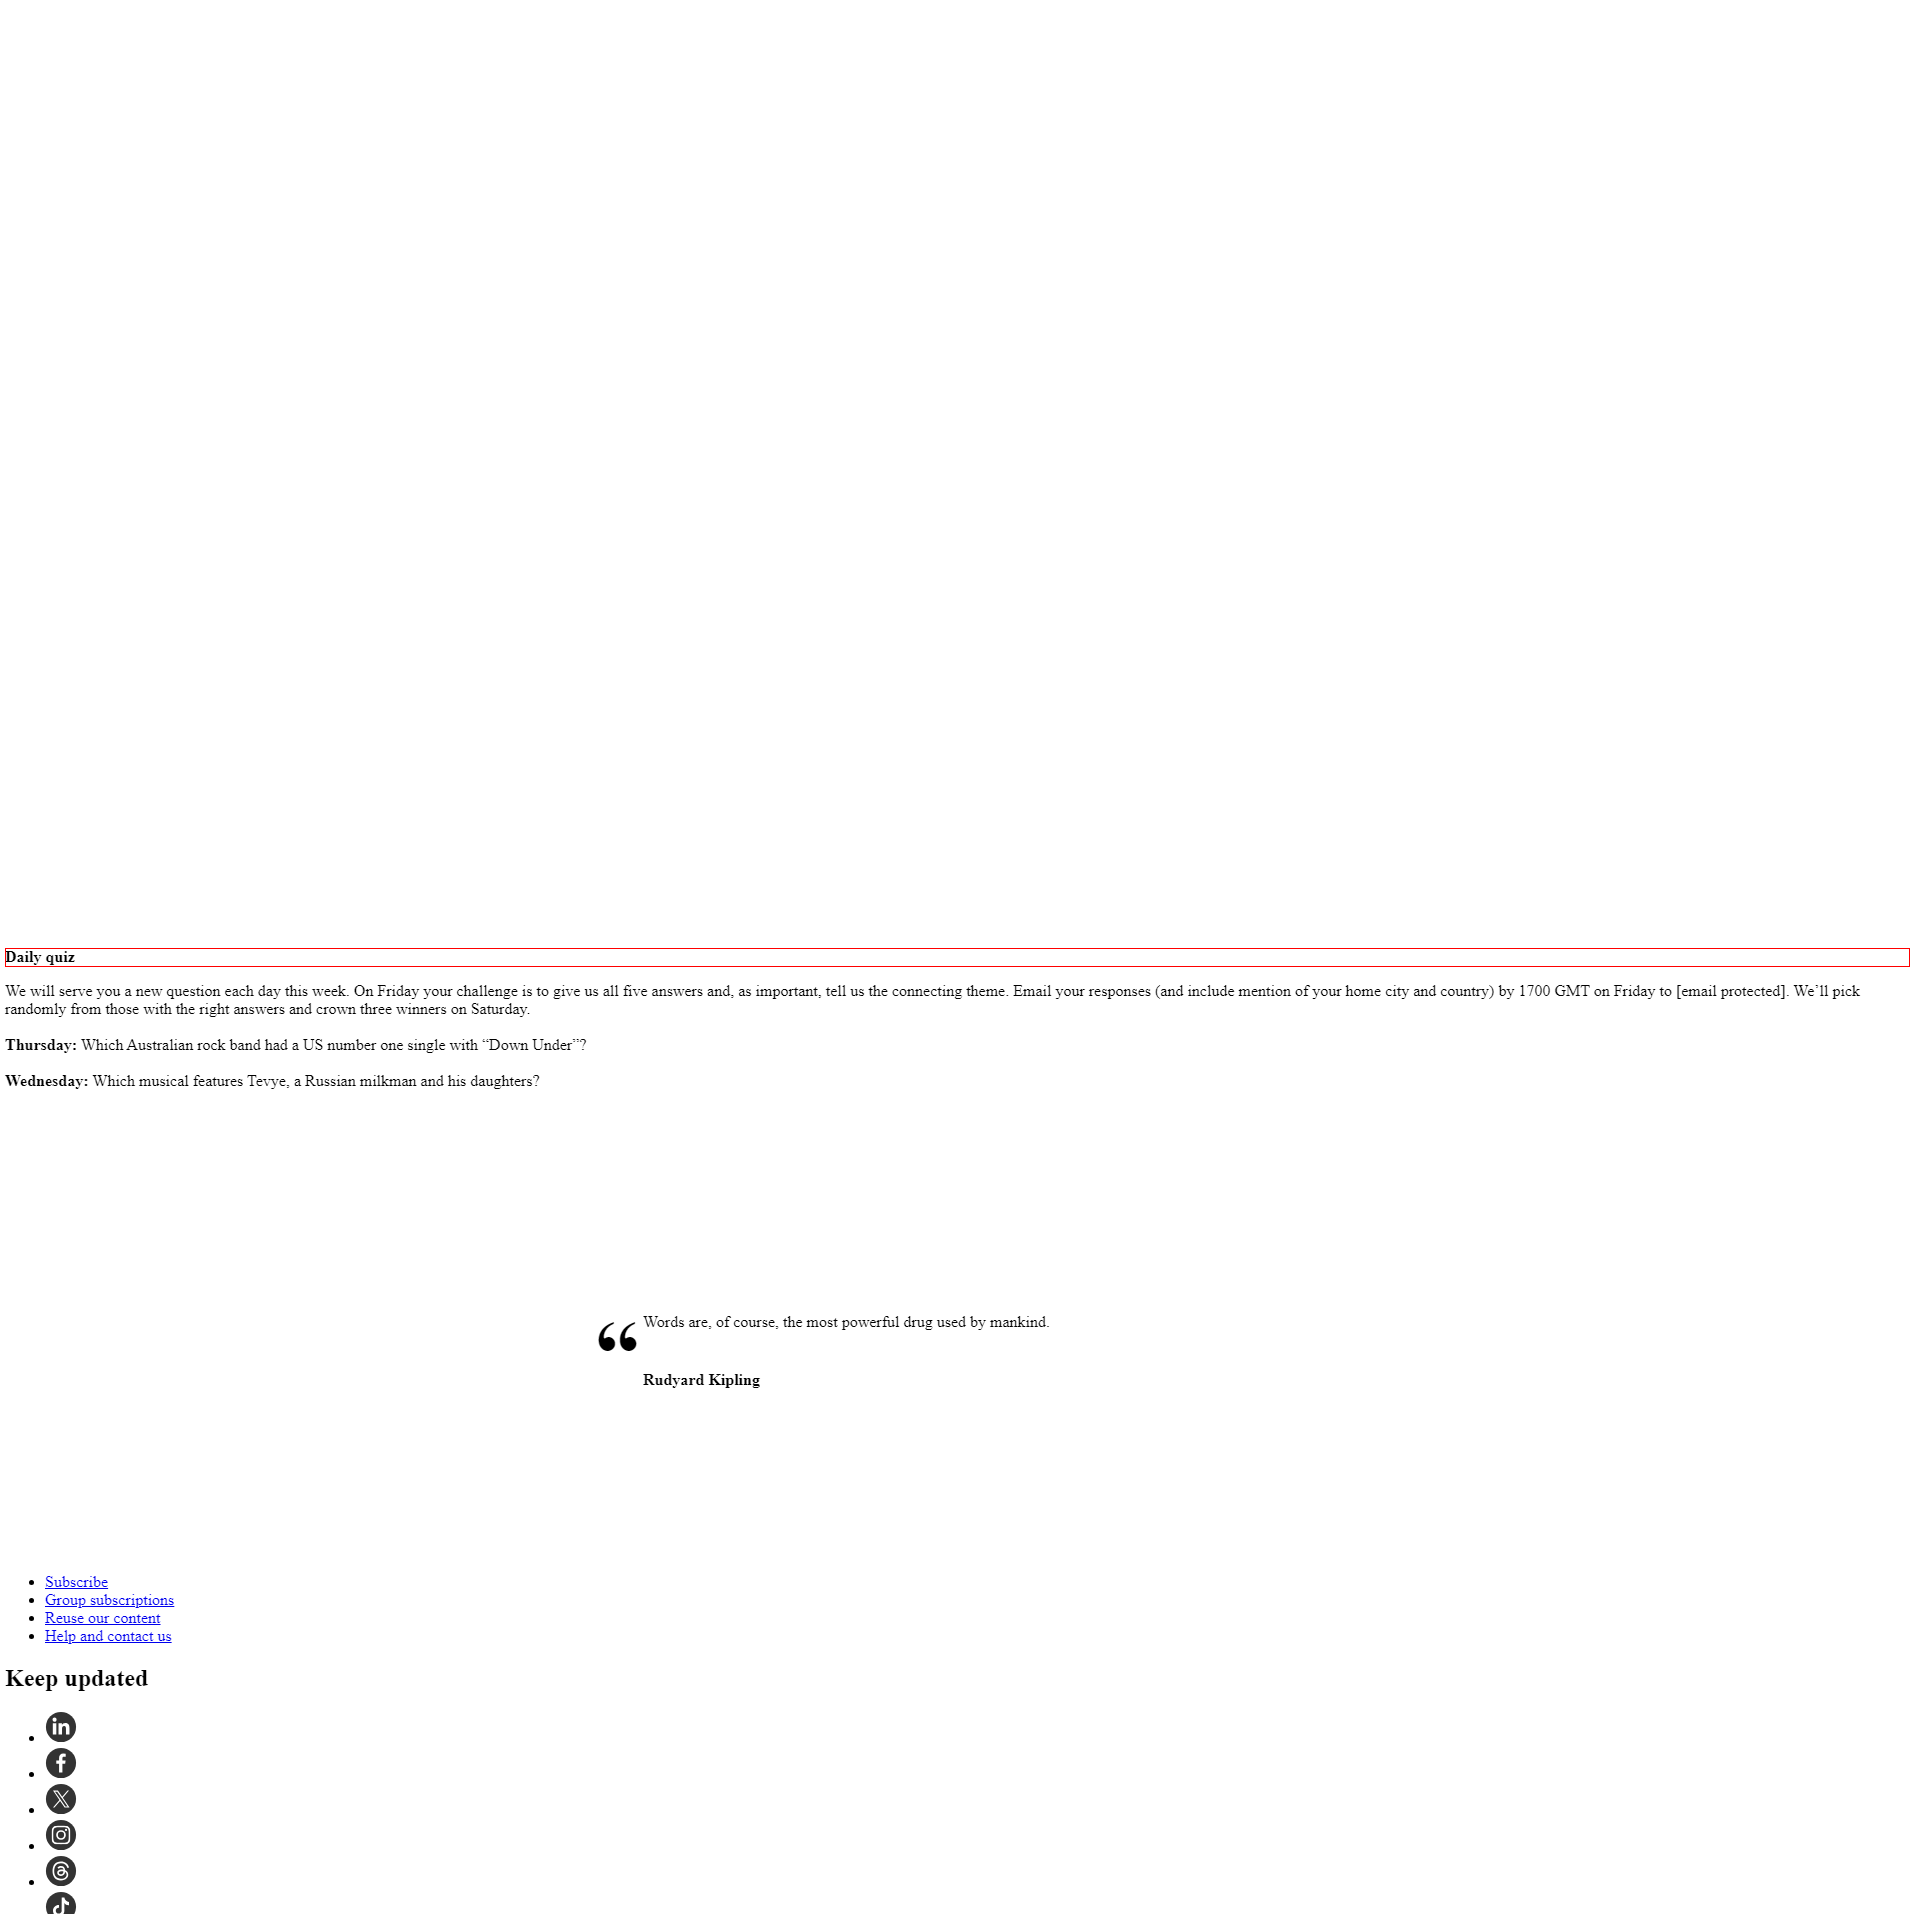 Daily quiz
We will serve you a new question each day this week. On Friday your challenge is to give us all five answers and, as important, tell us the connecting theme. Email your responses (and include mention of your home city and country) by 1700 GMT on Friday to [email protected]. We’ll pick
randomly from those with the right answers and crown three winners on Saturday.
Thursday: Which Australian rock band had a US number one single with “Down Under”?
Wednesday: Which musical features Tevye, a Russian milkman and his daughters?
“
Words are, of course, the most powerful drug used by mankind.
Rudyard Kipling
Subscribe
Group subscriptions
Reuse our content
Help and contact us
Keep updated